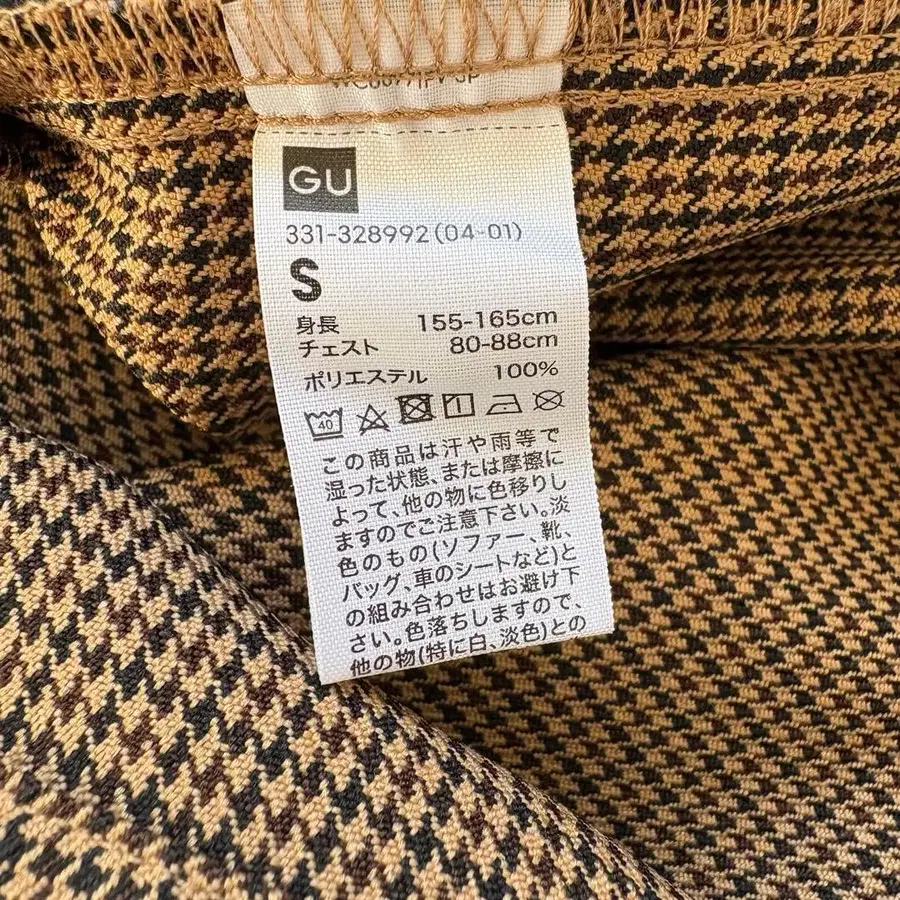 GU
331-328992(04-01)
S
身長 155-165cm
チェスト 80-88cm
ポリエステル 100%
40
この商品は汗や雨等で
湿った状態、または摩擦に
よって、他の物に色移りし
ますのでご注意下さい。淡
色のもの(ソファー、靴、
バッグ、車のシートなど)と
の組み合わせはお避け下
さい。色落ちしますので、
他の物(特に白、淡色)との